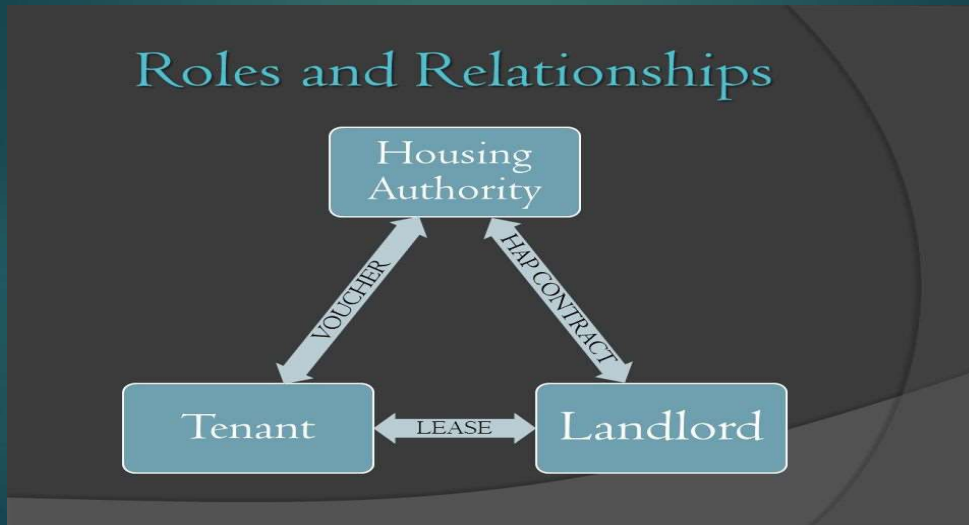 Roles and Relationships
Housing
Authority
VOUCHER
HAP CONTRACT
Tenant
LEASE
Landlord